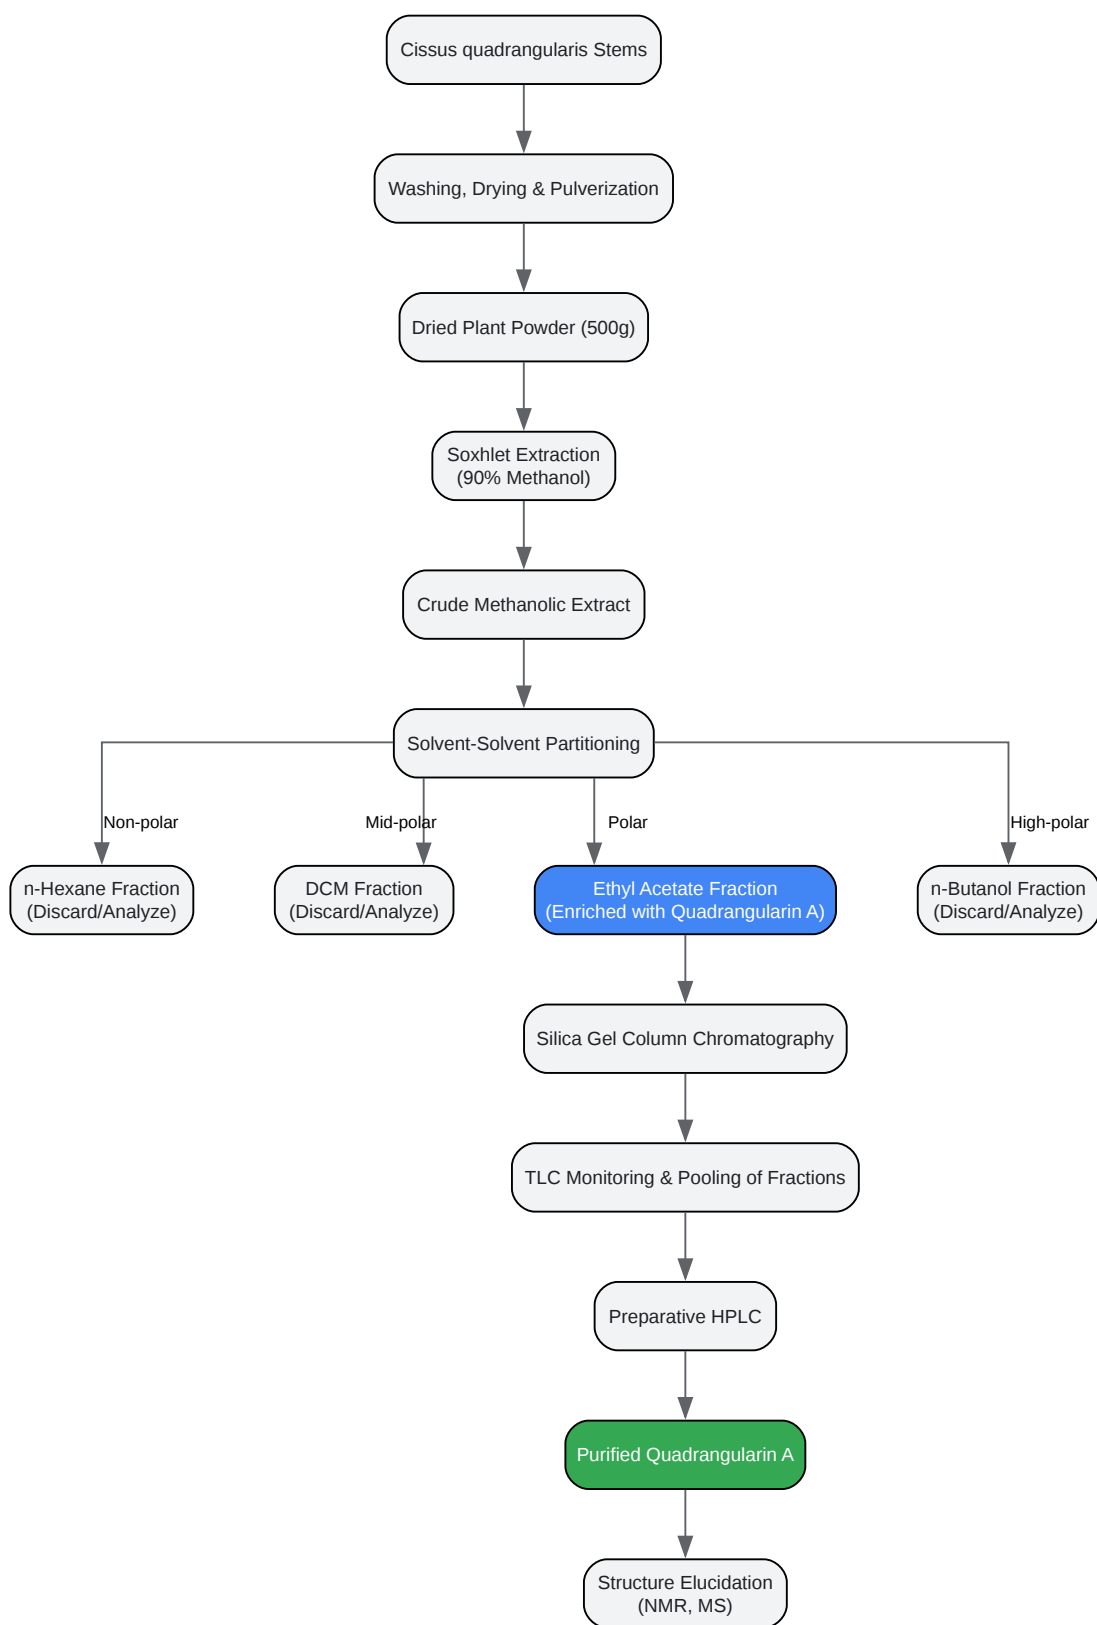 Cissus quadrangularis Stems
Washing, Drying & Pulverization
Dried Plant Powder (500g)
Soxhlet Extraction
(90% Methanol)
Crude Methanolic Extract
Solvent-Solvent Partitioning
Non-polar
Mid-polar
Polar
High-polar
n-Hexane Fraction
(Discard/Analyze)
DCM Fraction
(Discard/Analyze)
Ethyl Acetate Fraction
(Enriched with Quadrangularin A)
n-Butanol Fraction
(Discard/Analyze)
Silica Gel Column Chromatography
TLC Monitoring & Pooling of Fractions
Preparative HPLC
Purified Quadrangularin A
Structure Elucidation
(NMR, MS)